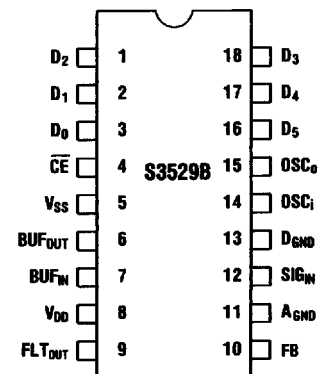 D2 1 18 D3
D1 2 17 D4
D0 3 16 D5
C̅E̅ 4 S3529B 15 OSCo
VSS 5 14 OSCi
BUFOUT 6 13 DGND
BUFIN 7 12 SIGIN
VDD 8 11 AGND
FLTOUT 9 10 FB